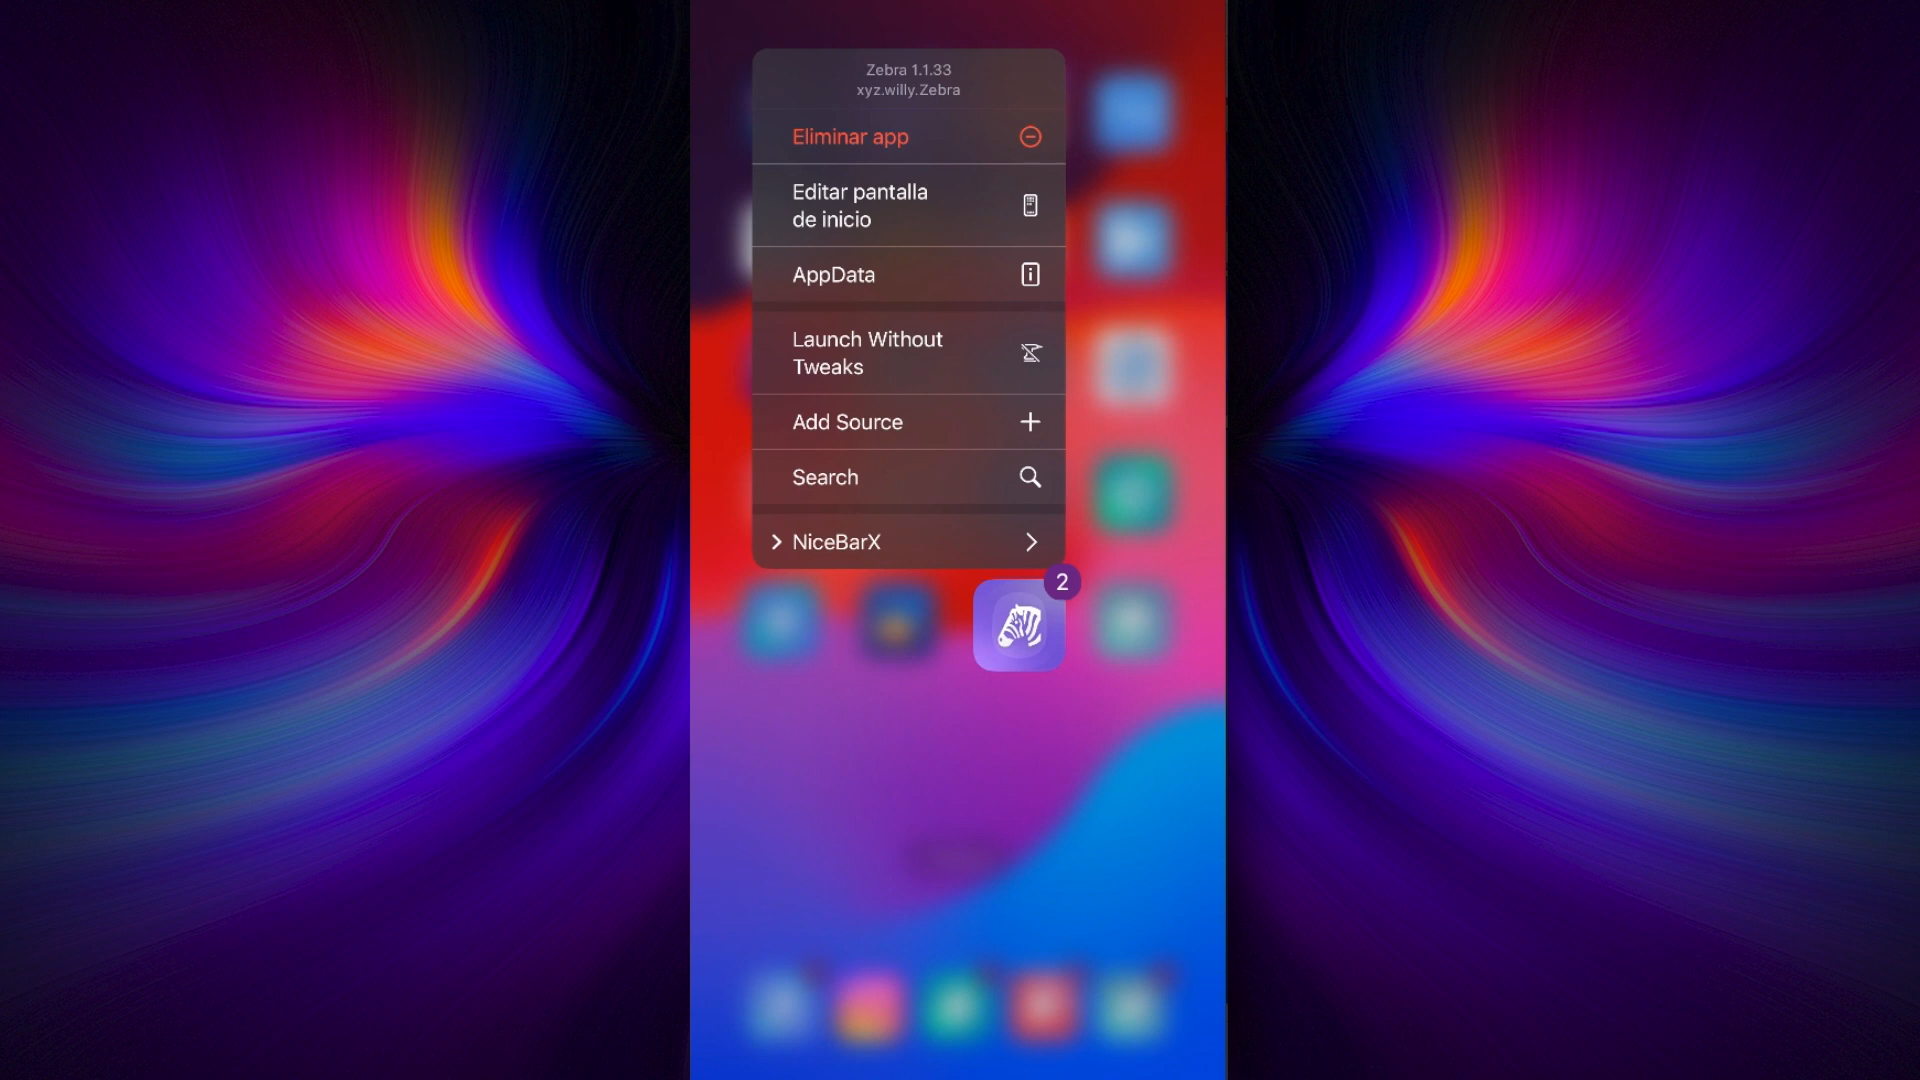 Zebra 1.1.33
xyz.willy.Zebra
Eliminar app
Editar pantalla
de inicio
AppData
Launch Without
Tweaks
Add Source
Search
NiceBarX
2